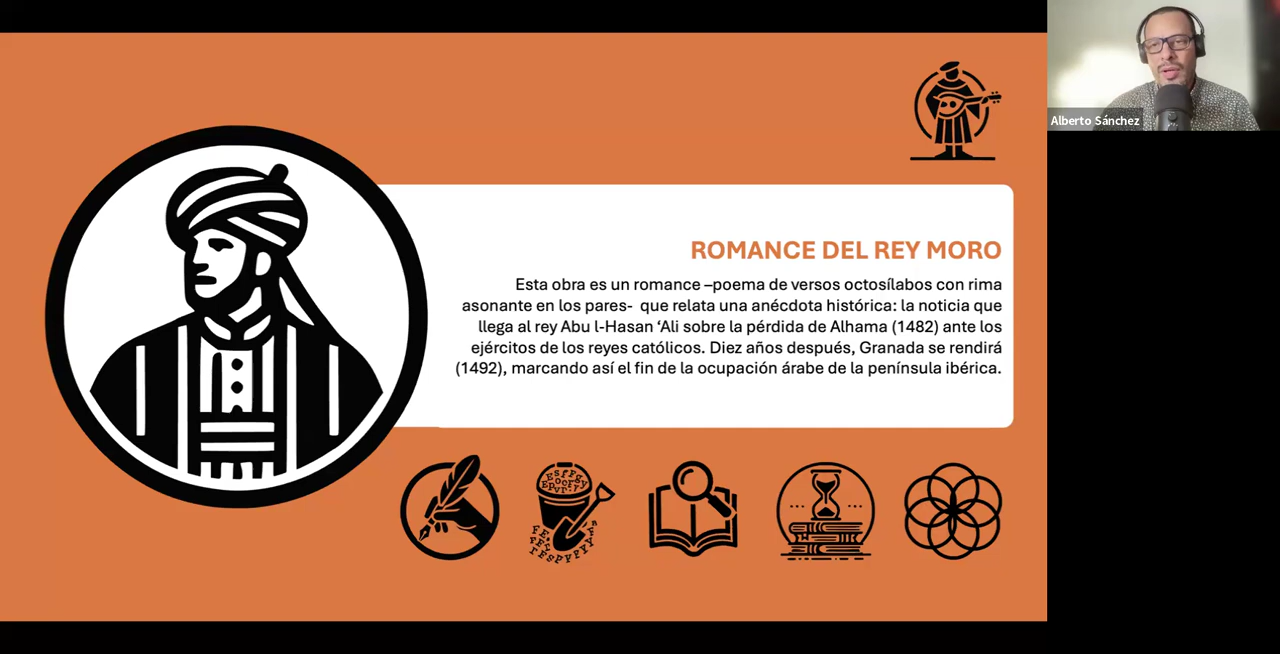 Alberto Sánchez
ROMANCE DEL REY MORO
Esta obra es un romance –poema de versos octosílabos con rima
asonante en los pares- que relata una anécdota histórica: la noticia que
llega al rey Abu l-Hasan ‘Ali sobre la pérdida de Alhama (1482) ante los
ejércitos de los reyes católicos. Diez años después, Granada se rendirá
(1492), marcando así el fin de la ocupación árabe de la península ibérica.